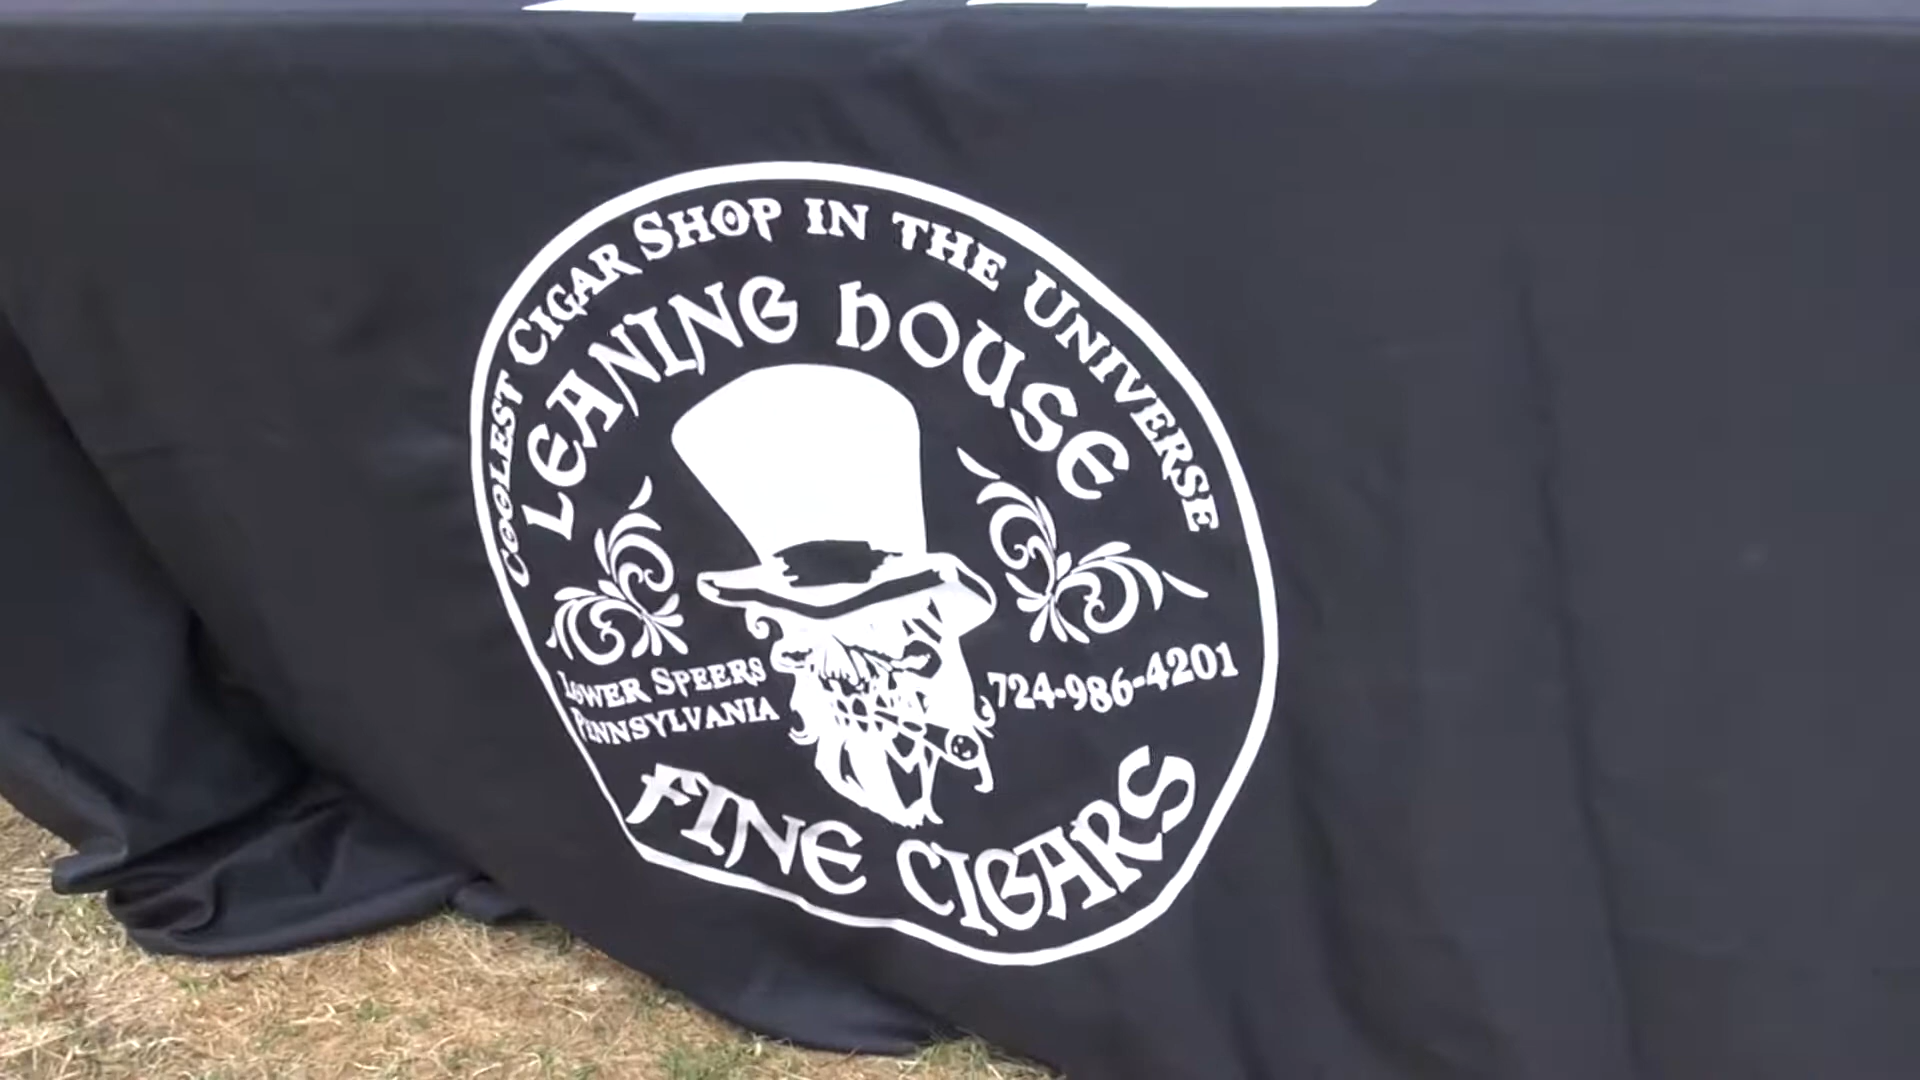 Coolest Cigar Shop in the Universe
Leaning House
Lower Speers
Pennsylvania
724-986-4201
Fine Cigars